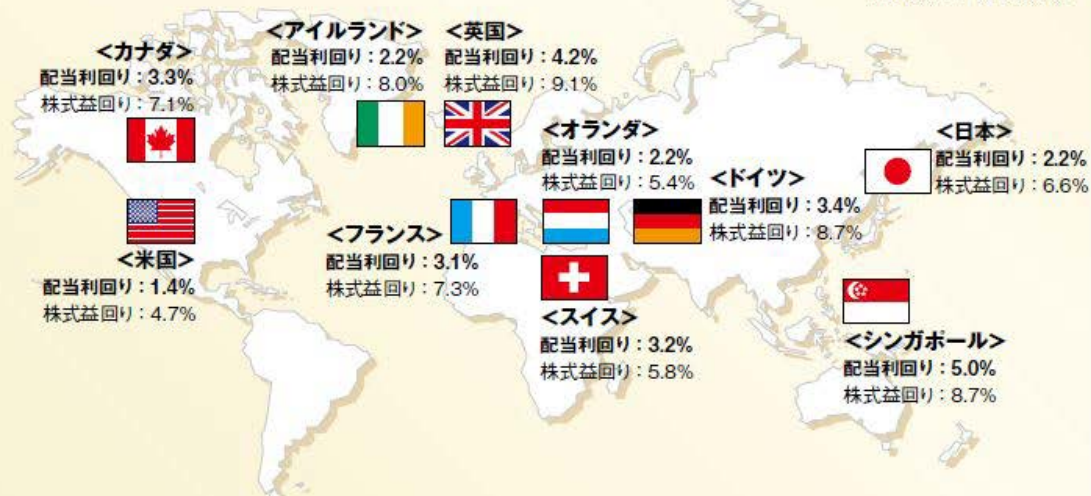 <カナダ>
配当利回り：3.3%
株式益回り：7.1%
<アイルランド>
配当利回り：2.2%
株式益回り：8.0%
<英国>
配当利回り：4.2%
株式益回り：9.1%
<オランダ>
配当利回り：2.2%
株式益回り：5.4%
<ドイツ>
配当利回り：3.4%
株式益回り：8.7%
<日本>
配当利回り：2.2%
株式益回り：6.6%
<米国>
配当利回り：1.4%
株式益回り：4.7%
<フランス>
配当利回り：3.1%
株式益回り：7.3%
<スイス>
配当利回り：3.2%
株式益回り：5.8%
<シンガポール>
配当利回り：5.0%
株式益回り：8.7%